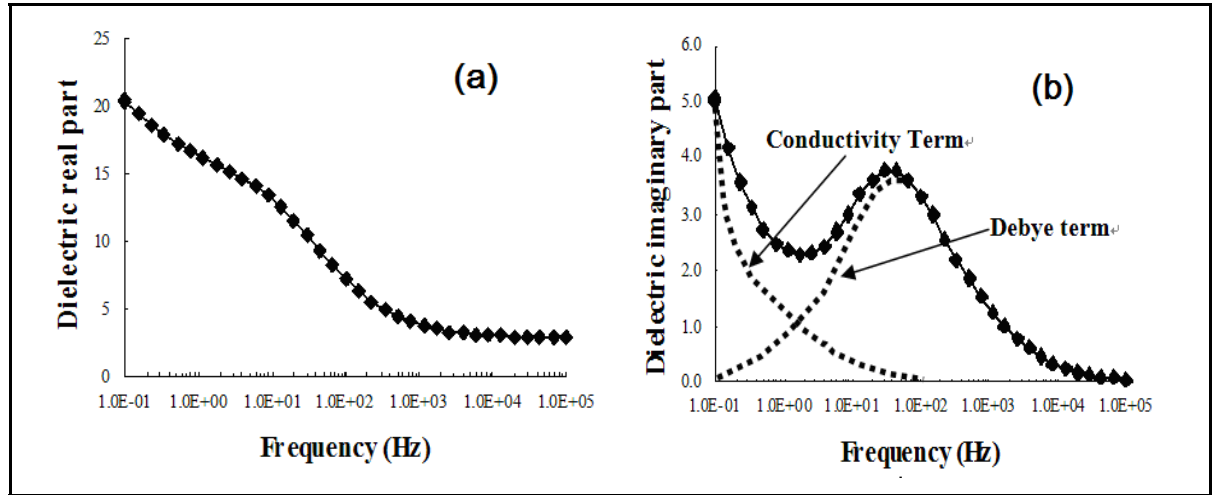 (a)
Dielectric real part
25
20
15
10
5
0
1.0E-01 1.0E+00 1.0E+01 1.0E+02 1.0E+03 1.0E+04 1.0E+05
Frequency (Hz)
(b)
Dielectric imaginary part
6.0
5.0
4.0
3.0
2.0
1.0
0.0
Conductivity Term↵
Debye term↵
1.0E-01 1.0E+00 1.0E+01 1.0E+02 1.0E+03 1.0E+04 1.0E+05
Frequency (Hz)